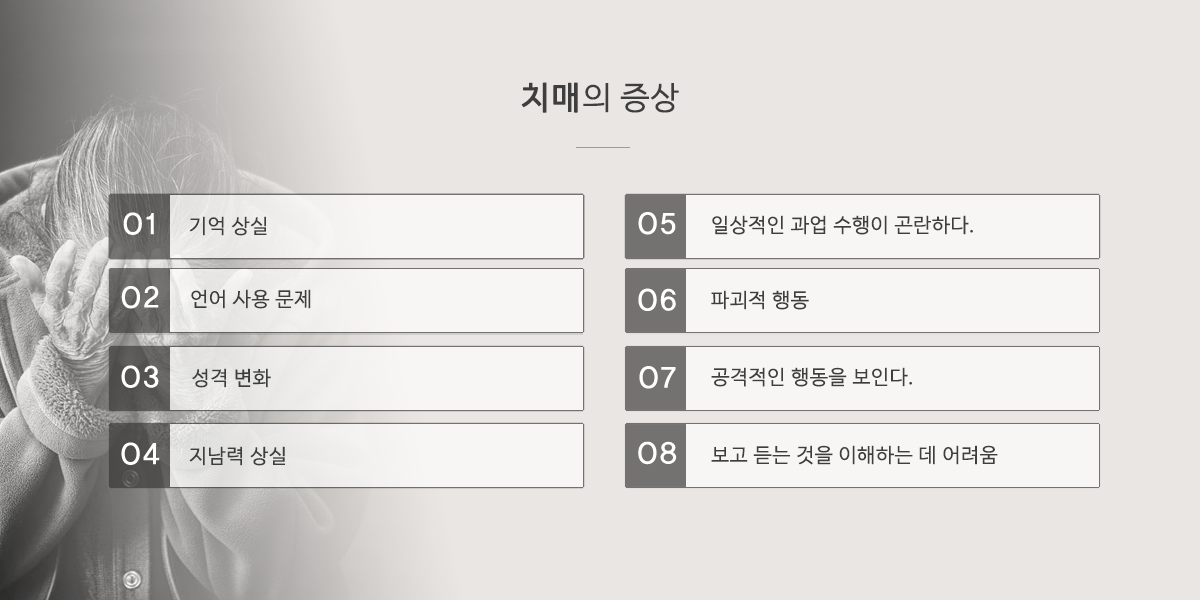 치매의 증상
01 기억 상실
02 언어 사용 문제
03 성격 변화
04 지남력 상실
05 일상적인 과업 수행이 곤란하다.
06 파괴적 행동
07 공격적인 행동을 보인다.
08 보고 듣는 것을 이해하는 데 어려움